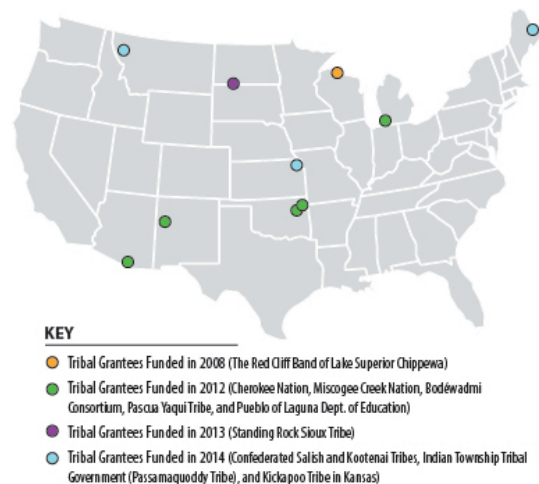 KEY
Tribal Grantees Funded in 2008 (The Red Cliff Band of Lake Superior Chippewa)
Tribal Grantees Funded in 2012 (Cherokee Nation, Miscogee Creek Nation, Bodéwadmi
Consortium, Pascua Yaqui Tribe, and Pueblo of Laguna Dept. of Education)
Tribal Grantees Funded in 2013 (Standing Rock Sioux Tribe)
Tribal Grantees Funded in 2014 (Confederated Salish and Kootenai Tribes, Indian Township Tribal
Government (Passamaquoddy Tribe), and Kickapoo Tribe in Kansas)